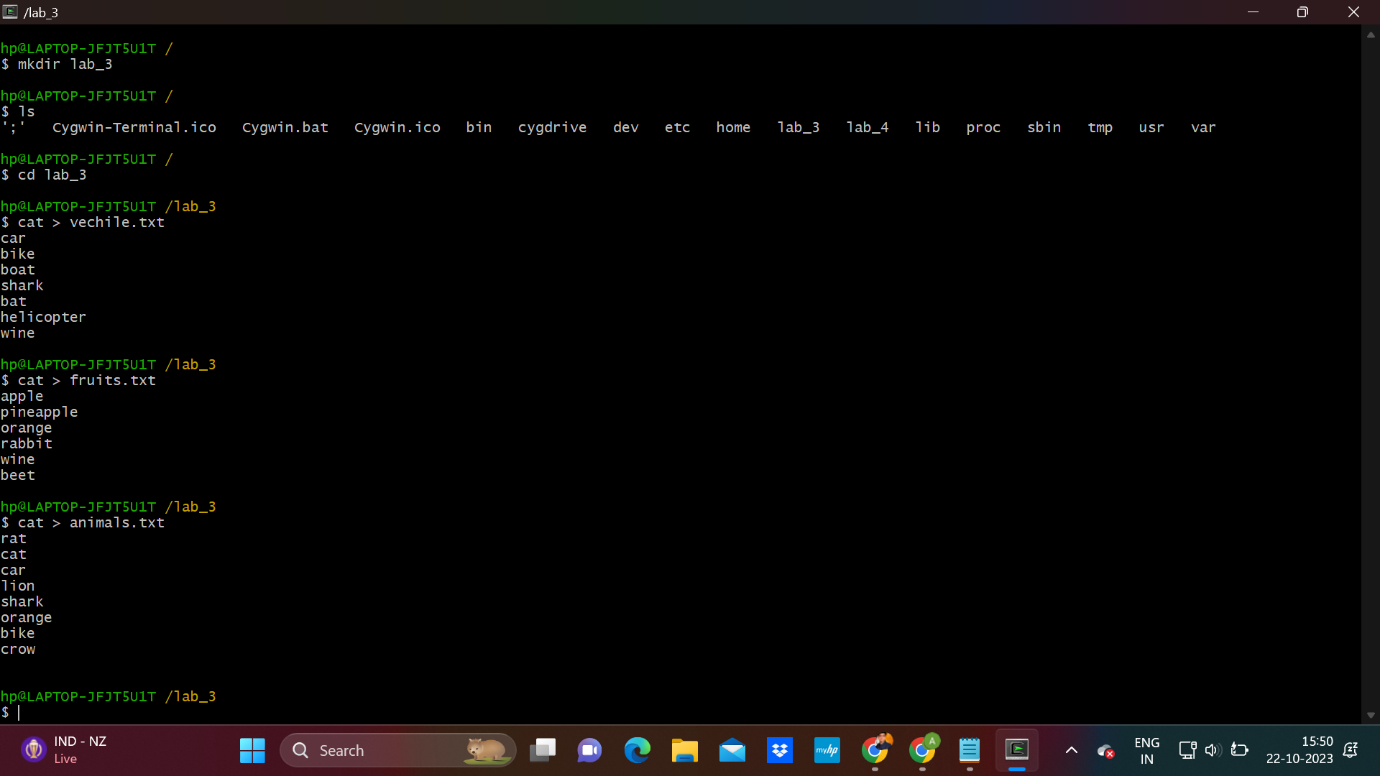 /lab_3
hp@LAPTOP-JFJT5U1T /
$ mkdir lab_3
hp@LAPTOP-JFJT5U1T /
$ ls
';' Cygwin-Terminal.ico Cygwin.bat Cygwin.ico bin cygdrive dev etc home lab_3 lab_4 lib proc sbin tmp usr var
hp@LAPTOP-JFJT5U1T /
$ cd lab_3
hp@LAPTOP-JFJT5U1T /lab_3
$ cat > vechile.txt
car
bike
boat
shark
bat
helicopter
wine
hp@LAPTOP-JFJT5U1T /lab_3
$ cat > fruits.txt
apple
pineapple
orange
rabbit
wine
beet
hp@LAPTOP-JFJT5U1T /lab_3
$ cat > animals.txt
rat
cat
car
lion
shark
orange
bike
crow
hp@LAPTOP-JFJT5U1T /lab_3
$
IND - NZ
Live
Search
myhp
A
ENG
IN
15:50
22-10-2023